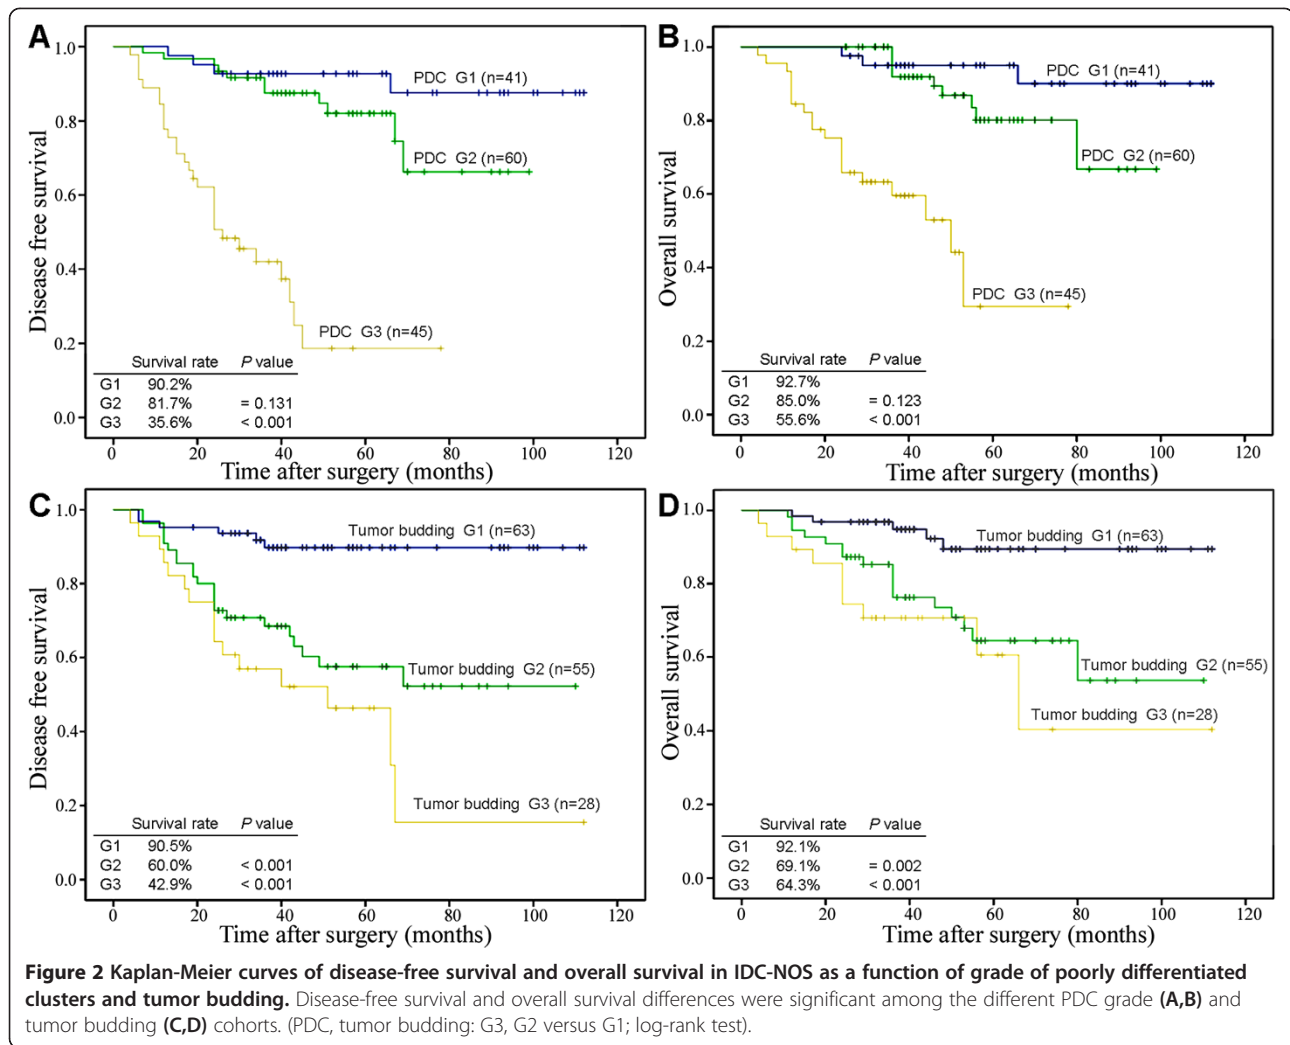 A
1.0
0.8
0.6
0.4
0.2
0.0
Disease free survival
PDC G1 (n=41)
PDC G2 (n=60)
PDC G3 (n=45)
Survival rate P value
G1 90.2%
G2 81.7% = 0.131
G3 35.6% < 0.001
0 20 40 60 80 100 120
Time after surgery (months)
B
1.0
0.8
0.6
0.4
0.2
0.0
Overall survival
PDC G1 (n=41)
PDC G2 (n=60)
PDC G3 (n=45)
Survival rate P value
G1 92.7%
G2 85.0% = 0.123
G3 55.6% < 0.001
0 20 40 60 80 100 120
Time after surgery (months)
C
1.0
0.8
0.6
0.4
0.2
0.0
Disease free survival
Tumor budding G1 (n=63)
Tumor budding G2 (n=55)
Tumor budding G3 (n=28)
Survival rate P value
G1 90.5%
G2 60.0% < 0.001
G3 42.9% < 0.001
0 20 40 60 80 100 120
Time after surgery (months)
D
1.0
0.8
0.6
0.4
0.2
0.0
Overall survival
Tumor budding G1 (n=63)
Tumor budding G2 (n=55)
Tumor budding G3 (n=28)
Survival rate P value
G1 92.1%
G2 69.1% = 0.002
G3 64.3% < 0.001
0 20 40 60 80 100 120
Time after surgery (months)
Figure 2 Kaplan-Meier curves of disease-free survival and overall survival in IDC-NOS as a function of grade of poorly differentiated
clusters and tumor budding. Disease-free survival and overall survival differences were significant among the different PDC grade (A,B) and
tumor budding (C,D) cohorts. (PDC, tumor budding: G3, G2 versus G1; log-rank test).